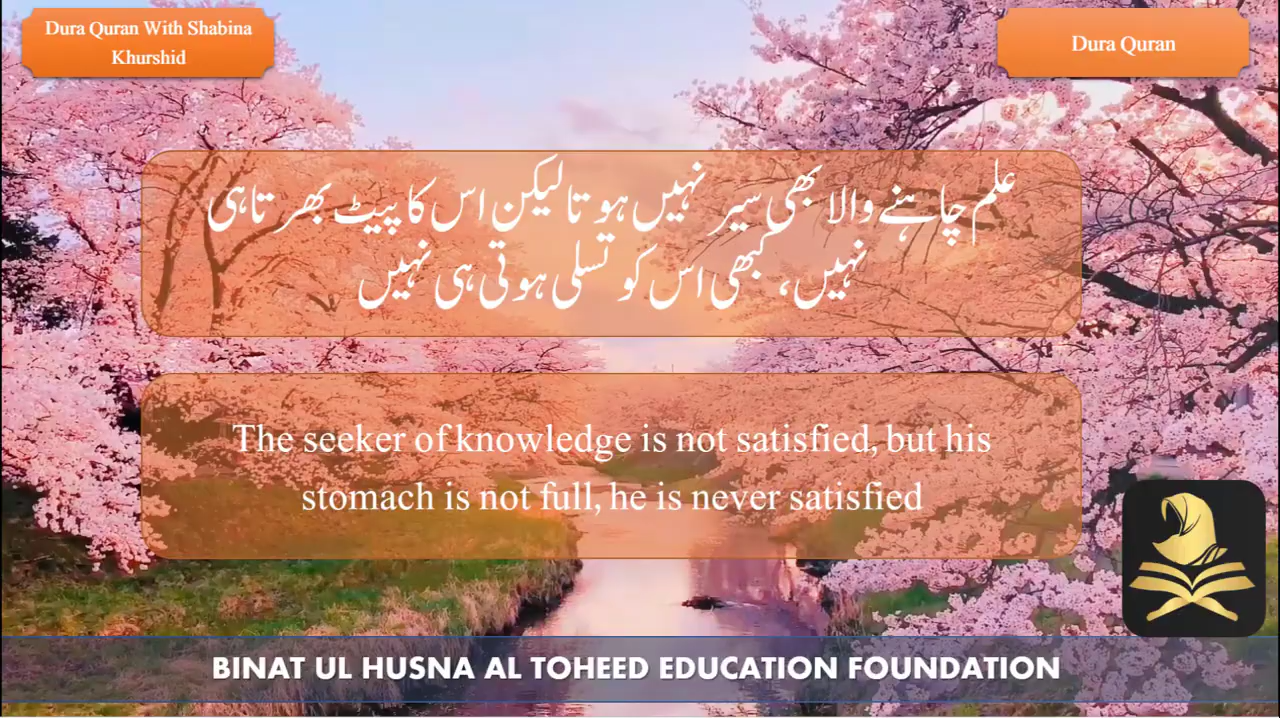 Dura Quran With Shabina
Khurshid
Dura Quran
علم چاہنے والا بھی سیر نہیں ہوتا لیکن اس کا پیٹ بھرتا ہی
نہیں، کبھی اس کو تسلی ہوتی ہی نہیں
The seeker of knowledge is not satisfied, but his
stomach is not full, he is never satisfied
BINAT UL HUSNA AL TOHEED EDUCATION FOUNDATION